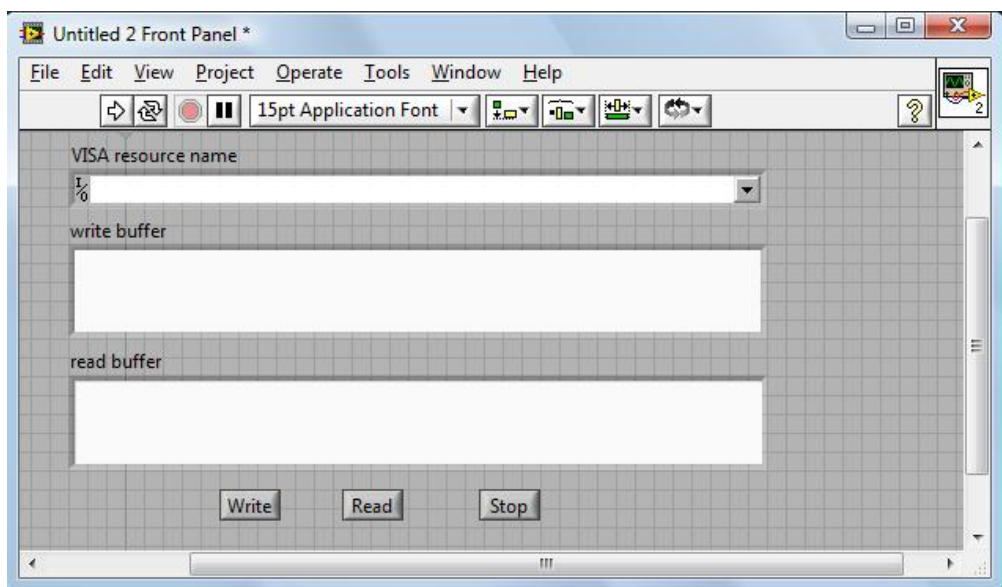 Untitled 2 Front Panel *
File Edit View Project Operate Tools Window Help
15pt Application Font ? 2
VISA resource name
I/O
write buffer
read buffer
Write Read Stop